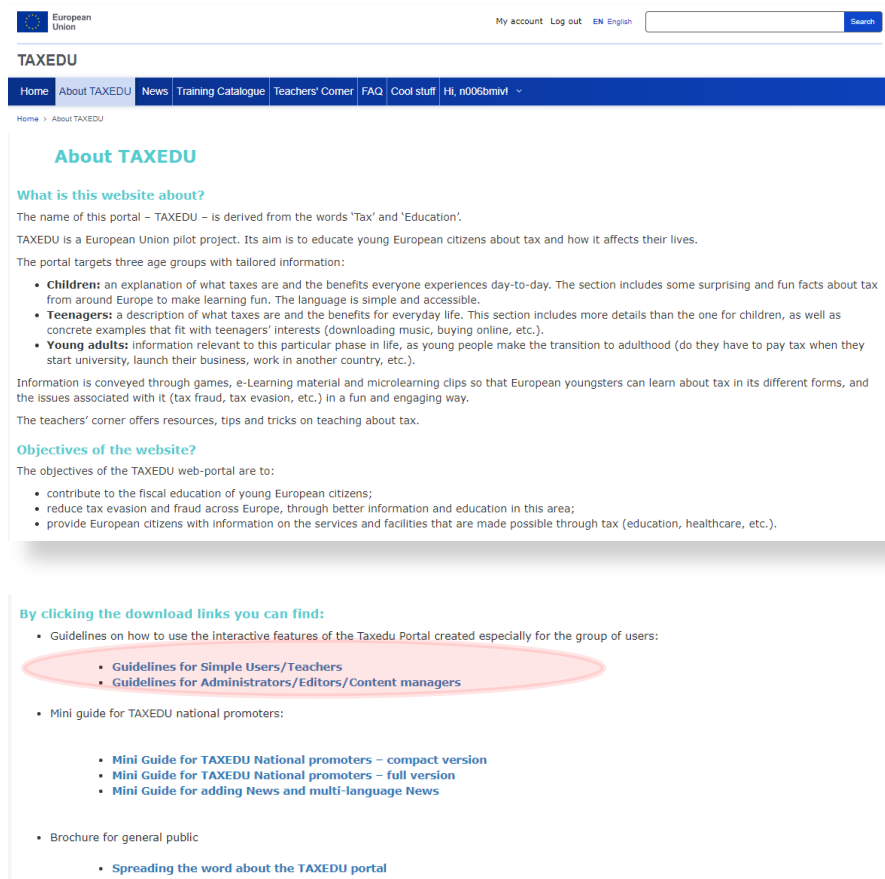 European
Union
My account Log out EN English
Search
TAXEDU
Home About TAXEDU News Training Catalogue Teachers' Corner FAQ Cool stuff Hi, n006bmiv!
Home › About TAXEDU
About TAXEDU
What is this website about?
The name of this portal – TAXEDU – is derived from the words ‘Tax’ and ‘Education’.
TAXEDU is a European Union pilot project. Its aim is to educate young European citizens about tax and how it affects their lives.
The portal targets three age groups with tailored information:
• Children: an explanation of what taxes are and the benefits everyone experiences day-to-day. The section includes some surprising and fun facts about tax
from around Europe to make learning fun. The language is simple and accessible.
• Teenagers: a description of what taxes are and the benefits for everyday life. This section includes more details than the one for children, as well as
concrete examples that fit with teenagers’ interests (downloading music, buying online, etc.).
• Young adults: information relevant to this particular phase in life, as young people make the transition to adulthood (do they have to pay tax when they
start university, launch their business, work in another country, etc.).
Information is conveyed through games, e-Learning material and microlearning clips so that European youngsters can learn about tax in its different forms, and
the issues associated with it (tax fraud, tax evasion, etc.) in a fun and engaging way.
The teachers’ corner offers resources, tips and tricks on teaching about tax.
Objectives of the website?
The objectives of the TAXEDU web-portal are to:
• contribute to the fiscal education of young European citizens;
• reduce tax evasion and fraud across Europe, through better information and education in this area;
• provide European citizens with information on the services and facilities that are made possible through tax (education, healthcare, etc.).
By clicking the download links you can find:
• Guidelines on how to use the interactive features of the Taxedu Portal created especially for the group of users:
• Guidelines for Simple Users/Teachers
• Guidelines for Administrators/Editors/Content managers
• Mini guide for TAXEDU national promoters:
• Mini Guide for TAXEDU National promoters – compact version
• Mini Guide for TAXEDU National promoters – full version
• Mini Guide for adding News and multi-language News
• Brochure for general public
• Spreading the word about the TAXEDU portal